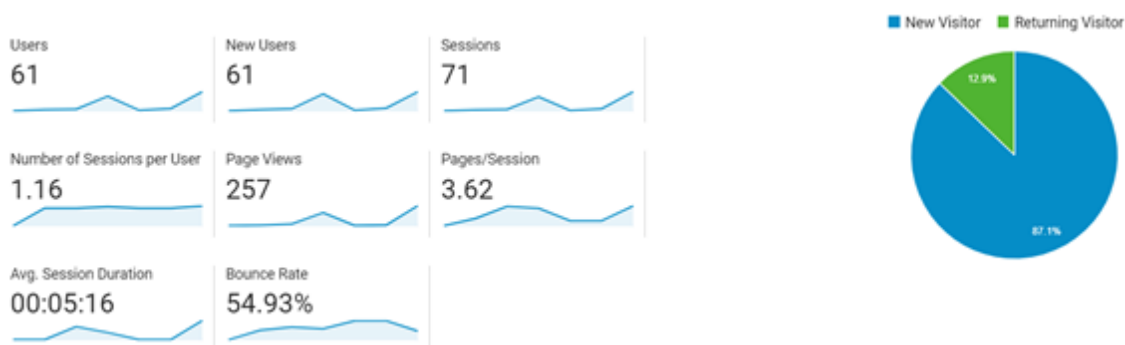 New Visitor Returning Visitor
Users New Users Sessions
61 61 71
12.9%
Number of Sessions per User Page Views Pages/Session
1.16 257 3.62
87.1%
Avg. Session Duration Bounce Rate
00:05:16 54.93%